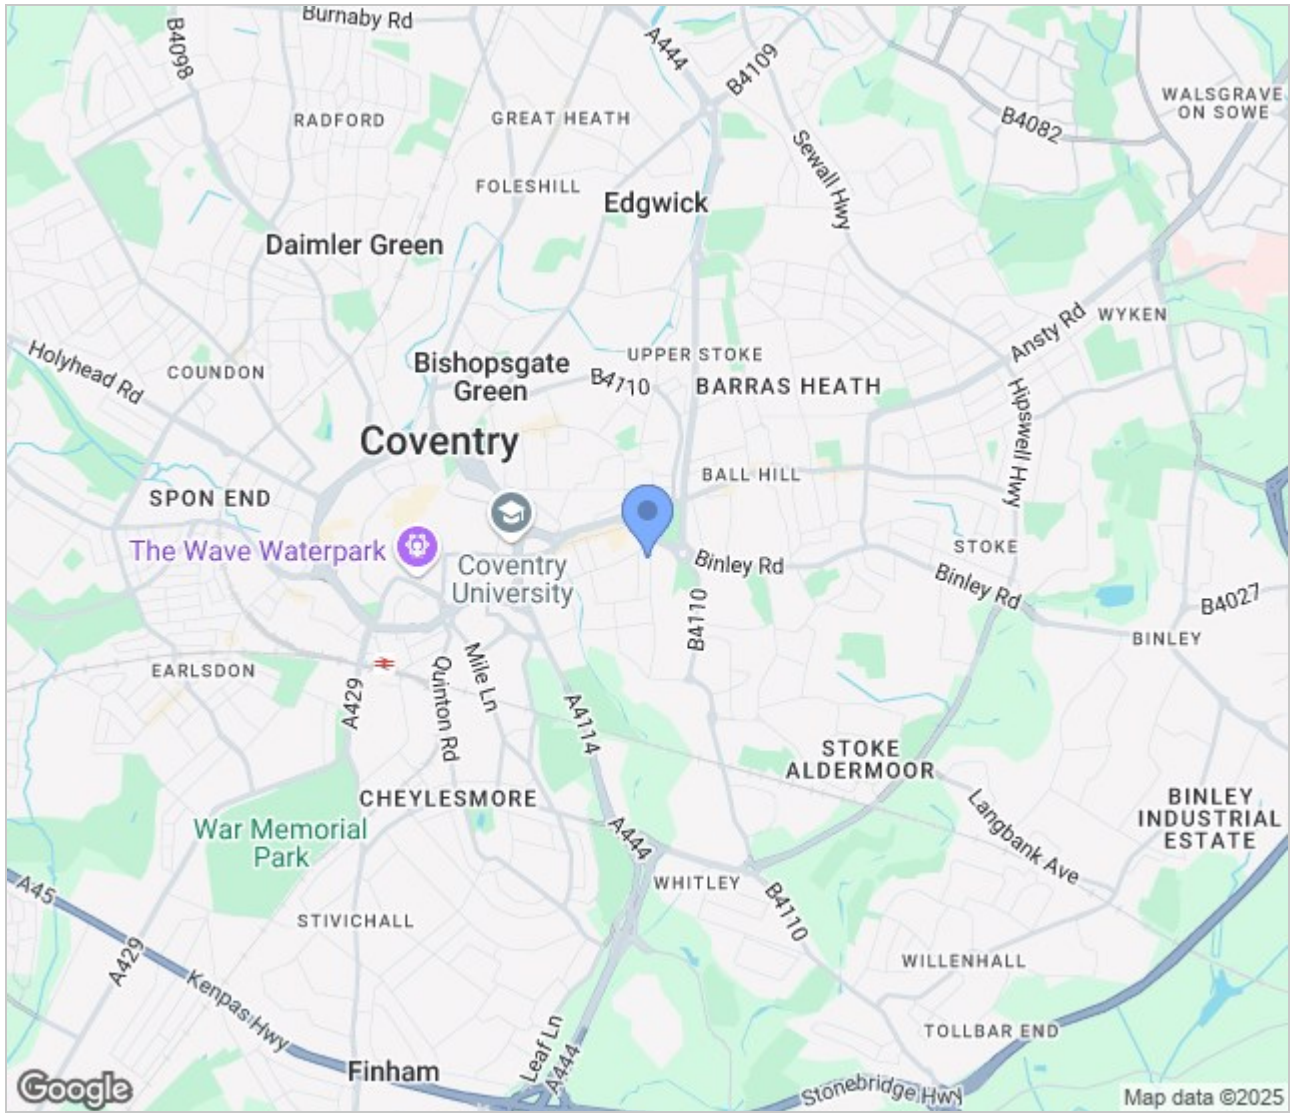 Burnaby Rd
B4098
A444
B4109
WALSGRAVE
ON SOWE
RADFORD
GREAT HEATH
B4082
Sewall Hwy
FOLESHILL
Edgwick
Daimler Green
WYKEN
Ansty Rd
Holyhead Rd
COUNDON
Bishopsgate
Green
UPPER STOKE
B4110
BARRAS HEATH
Hipswell Hwy
Coventry
BALL HILL
SPON END
The Wave Waterpark
Coventry
University
Binley Rd
STOKE
Binley Rd
B4027
B4110
BINLEY
EARLSDON
A429
Quinton Rd
Mile Ln
A4114
STOKE
ALDERMOOR
CHEYLESMORE
War Memorial
Park
A444
Langbank Ave
BINLEY
INDUSTRIAL
ESTATE
A45
WHITLEY
B4110
STIVICHALL
A429
WILLENHALL
Kenpas Hwy
TOLLBAR END
Finham
Leaf Ln
A444
Stonebridge Hwy
Google
Map data ©2025